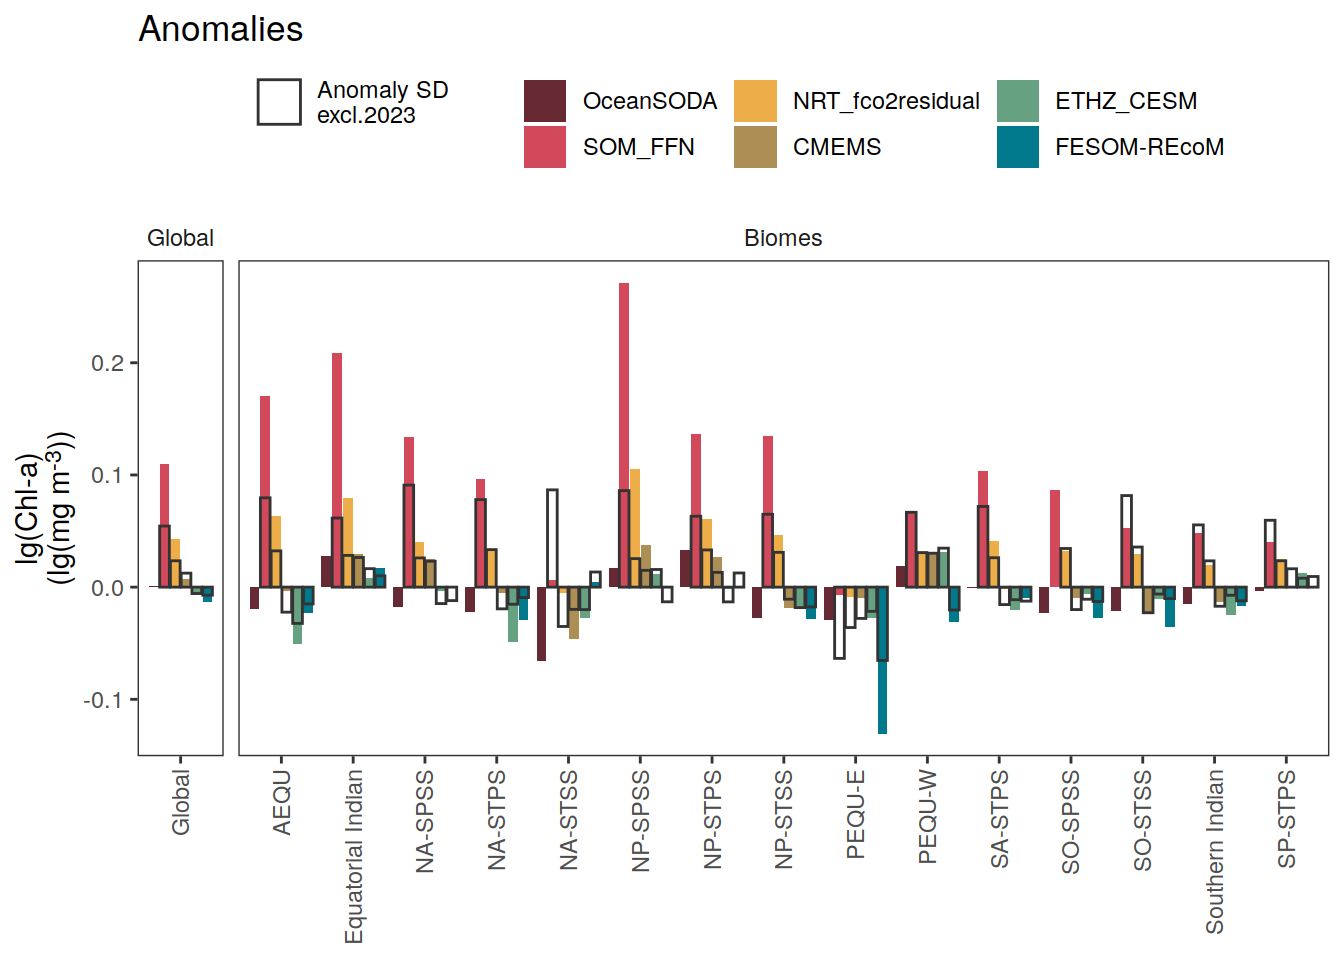 Anomalies
Anomaly SD
excl.2023
OceanSODA
SOM_FFN
NRT_fco2residual
CMEMS
ETHZ_CESM
FESOM-REcoM
Global
Biomes
lg(Chl-a)
(lg(mg m⁻³))
0.2
0.1
0.0
-0.1
Global
AEQU
Equatorial Indian
NA-SPSS
NA-STPS
NA-STSS
NP-SPSS
NP-STPS
NP-STSS
PEQU-E
PEQU-W
SA-STPS
SO-SPSS
SO-STSS
Southern Indian
SP-STPS